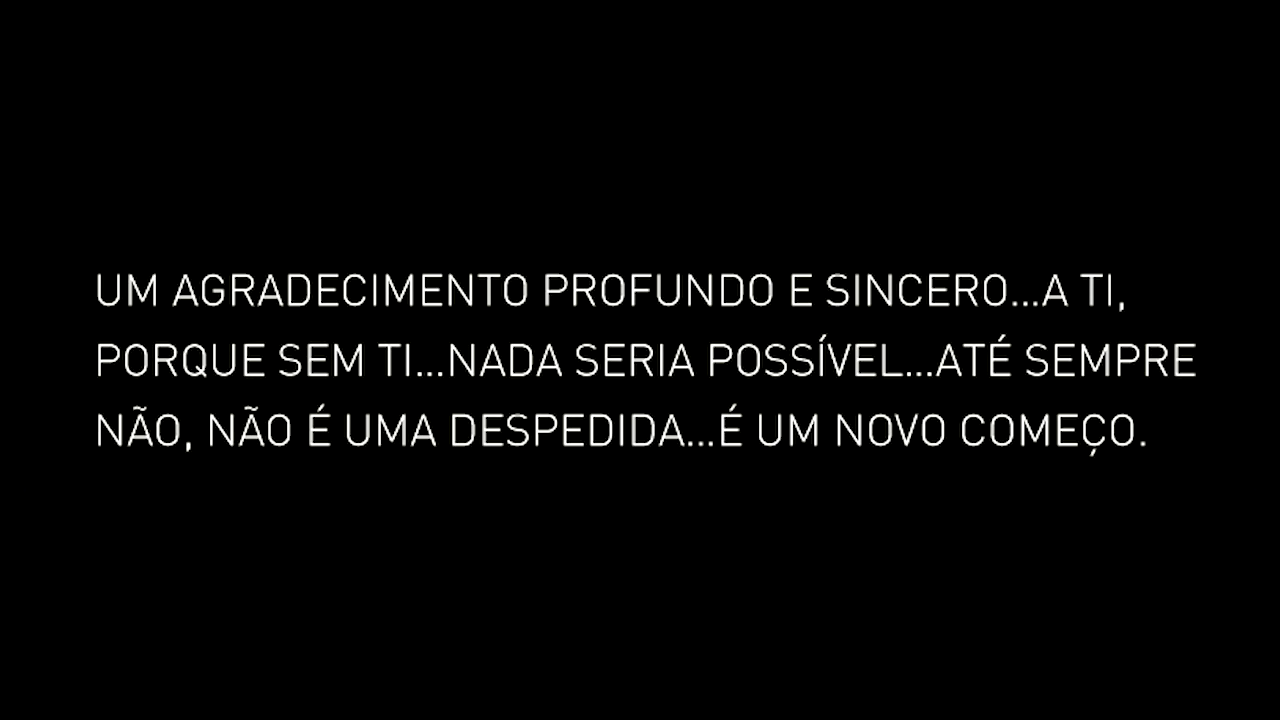 UM AGRADECIMENTO PROFUNDO E SINCERO...A TI,
PORQUE SEM TI...NADA SERIA POSSÍVEL...ATÉ SEMPRE
NÃO, NÃO É UMA DESPEDIDA...É UM NOVO COMEÇO.